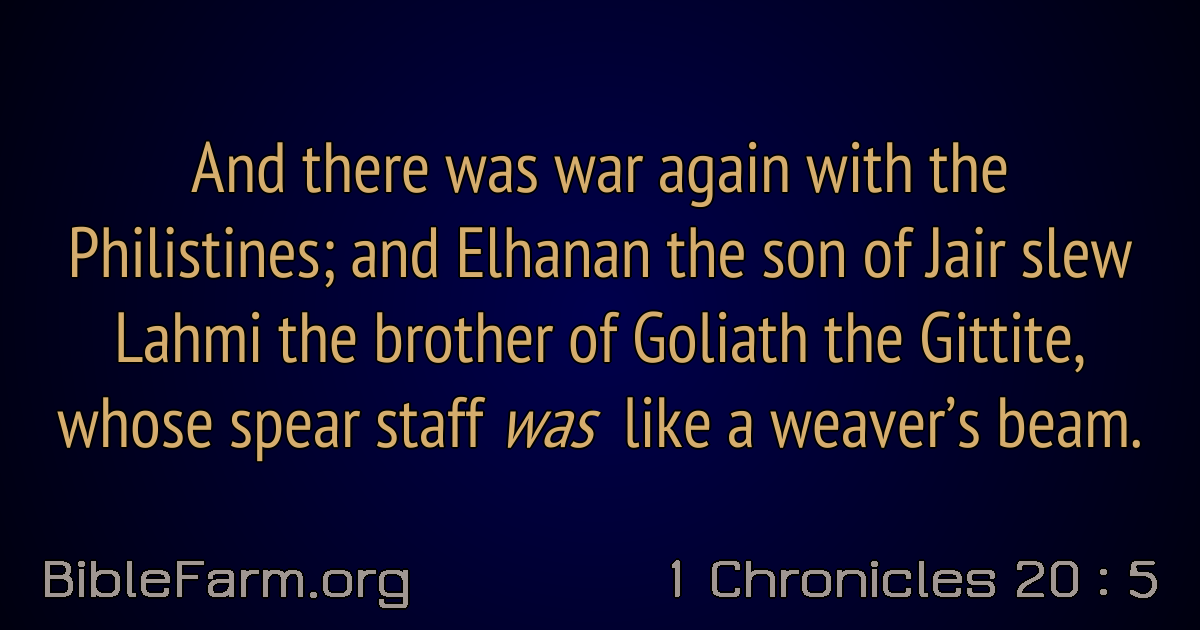 And there was war again with the
Philistines; and Elhanan the son of Jair slew
Lahmi the brother of Goliath the Gittite,
whose spear staff was like a weaver’s beam.
BibleFarm.org
1 Chronicles 20 : 5